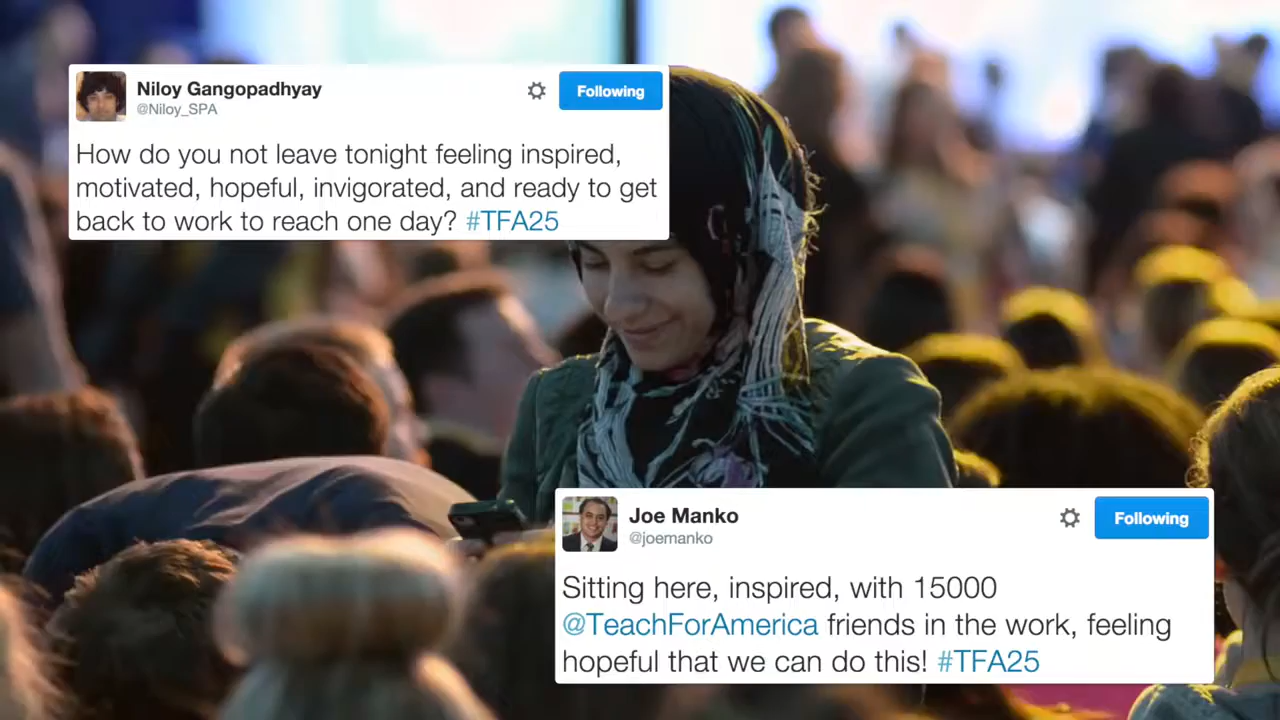 Niloy Gangopadhyay
@Niloy_SPA
Following
How do you not leave tonight feeling inspired,
motivated, hopeful, invigorated, and ready to get
back to work to reach one day? #TFA25
Joe Manko
@joemanko
Following
Sitting here, inspired, with 15000
@TeachForAmerica friends in the work, feeling
hopeful that we can do this! #TFA25